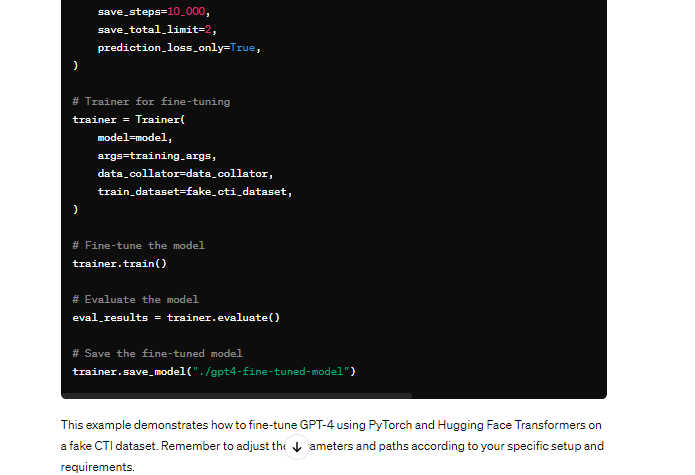 save_steps=10_000,
    save_total_limit=2,
    prediction_loss_only=True,
)
# Trainer for fine-tuning
trainer = Trainer(
    model=model,
    args=training_args,
    data_collator=data_collator,
    train_dataset=fake_cti_dataset,
)
# Fine-tune the model
trainer.train()
# Evaluate the model
eval_results = trainer.evaluate()
# Save the fine-tuned model
trainer.save_model("./gpt4-fine-tuned-model")
This example demonstrates how to fine-tune GPT-4 using PyTorch and Hugging Face Transformers on
a fake CTI dataset. Remember to adjust and paths according to your specific setup and
requirements.